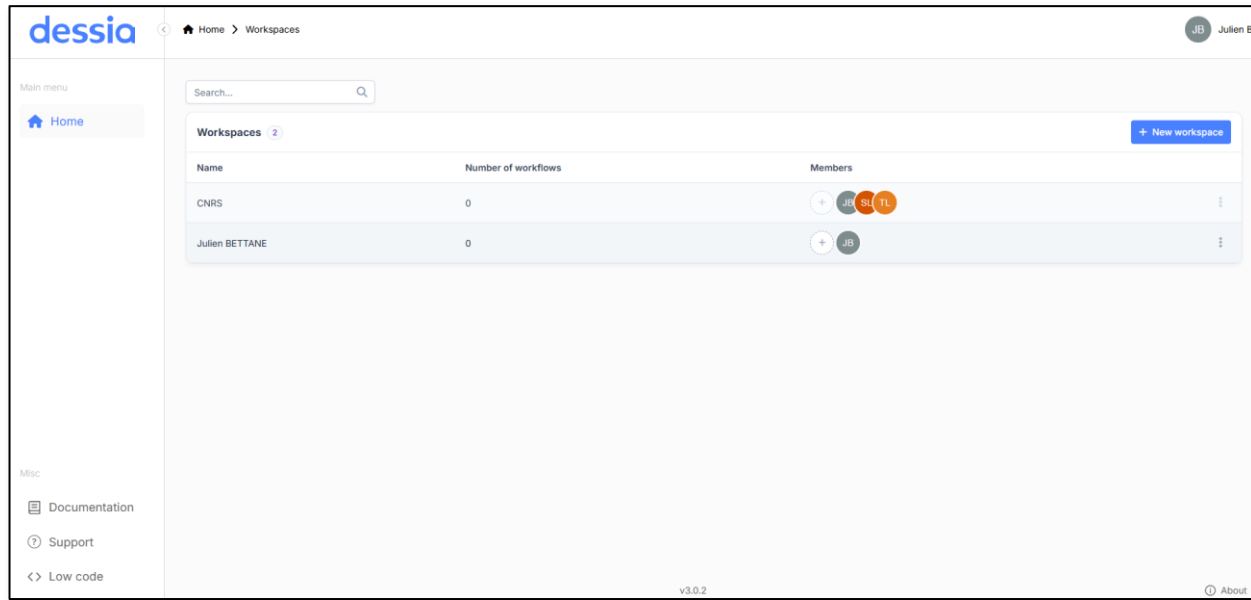 dessia
Home > Workspaces
JB Julien B
Main menu
Home
Search...
Workspaces 2
+ New workspace
Name Number of workflows Members
CNRS 0 + JB SL TL
Julien BETTANE 0 + JB
Misc
Documentation
Support
Low code
v3.0.2
About